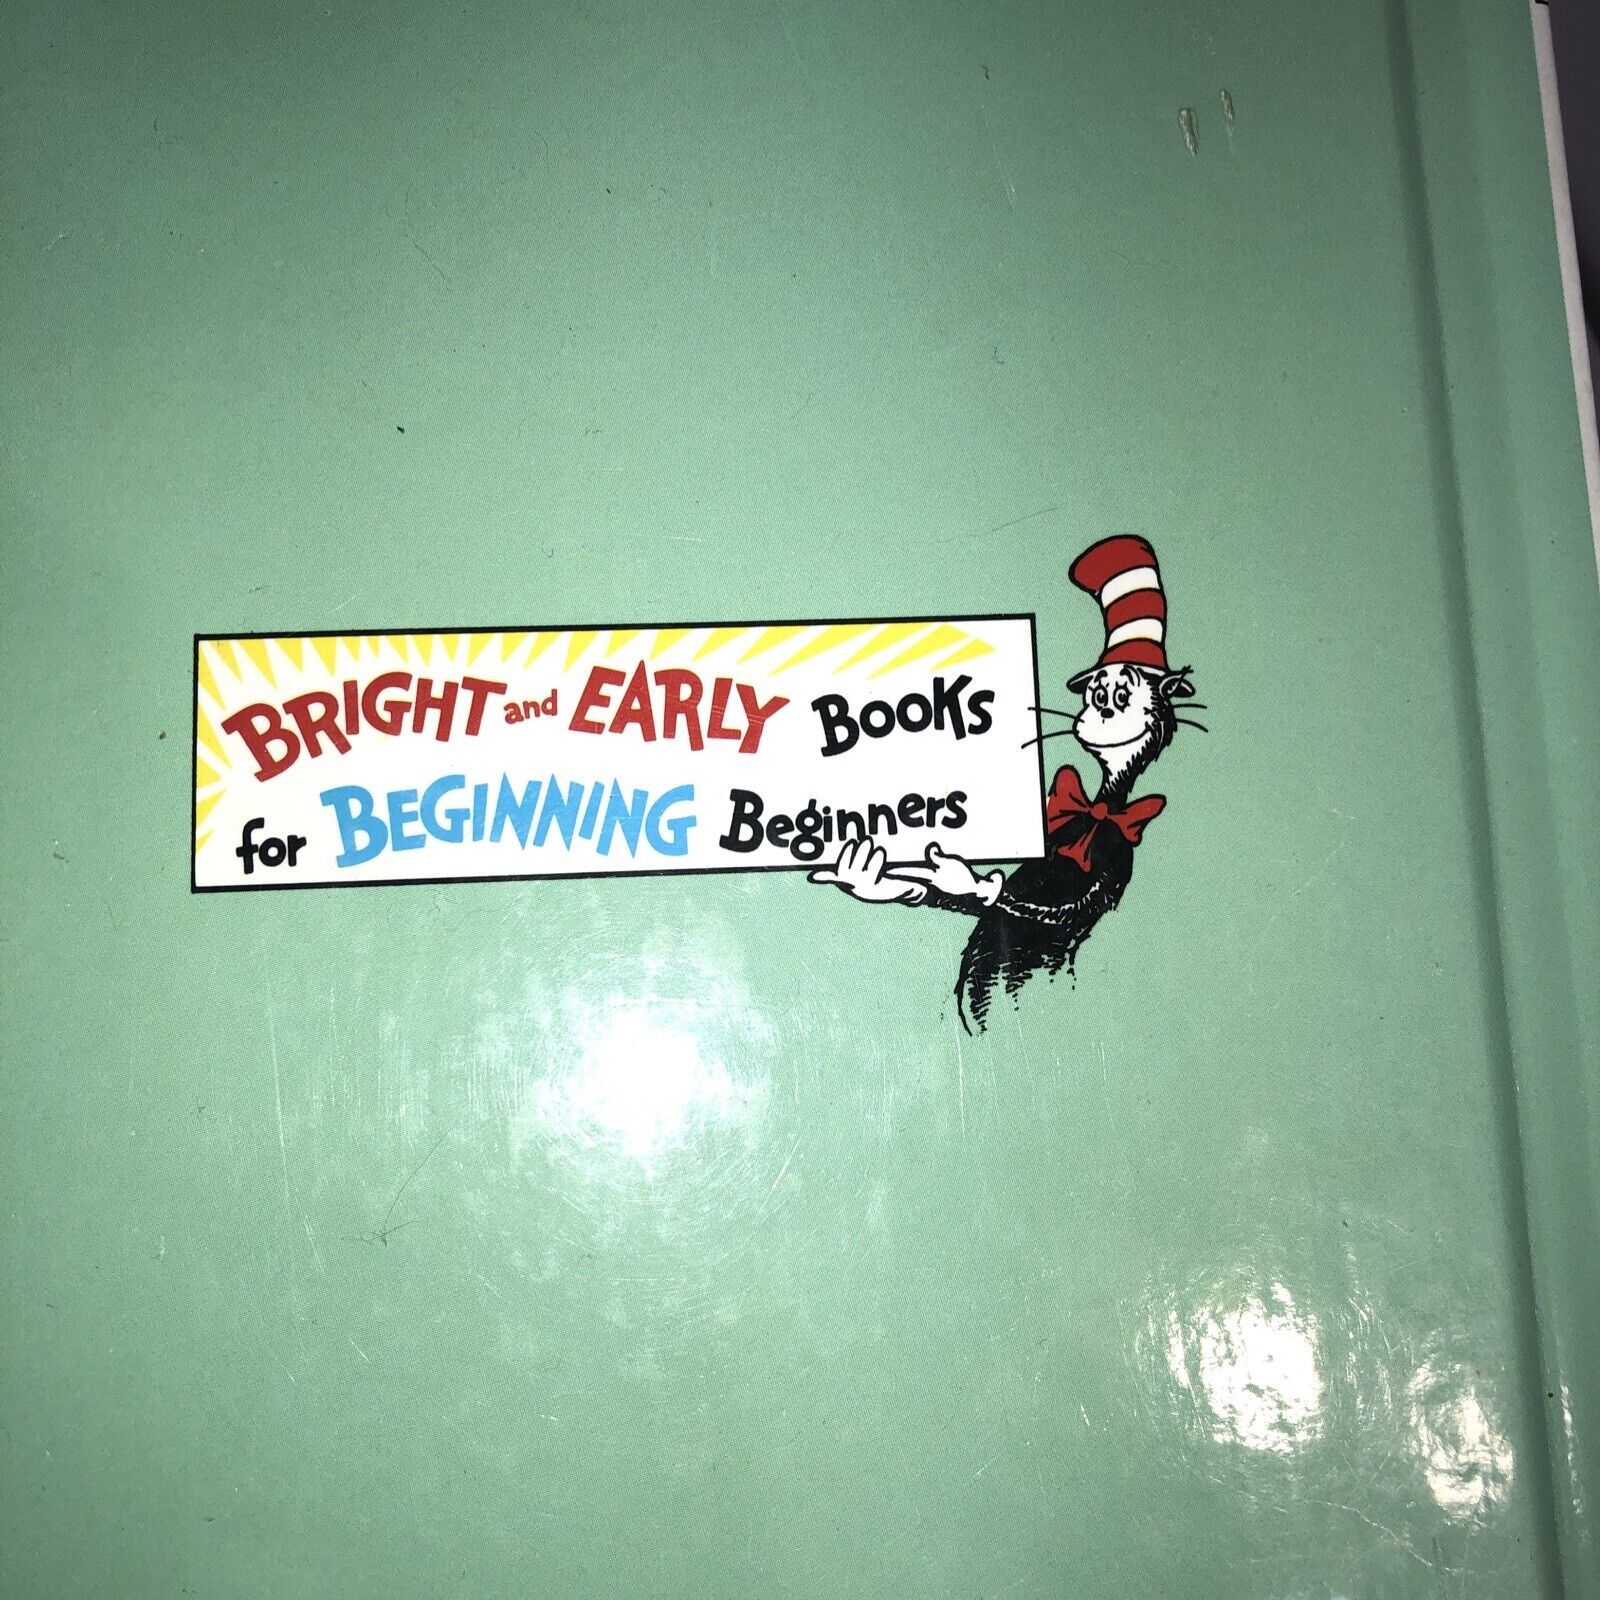 BRIGHT and EARLY Books
for BEGINNING Beginners